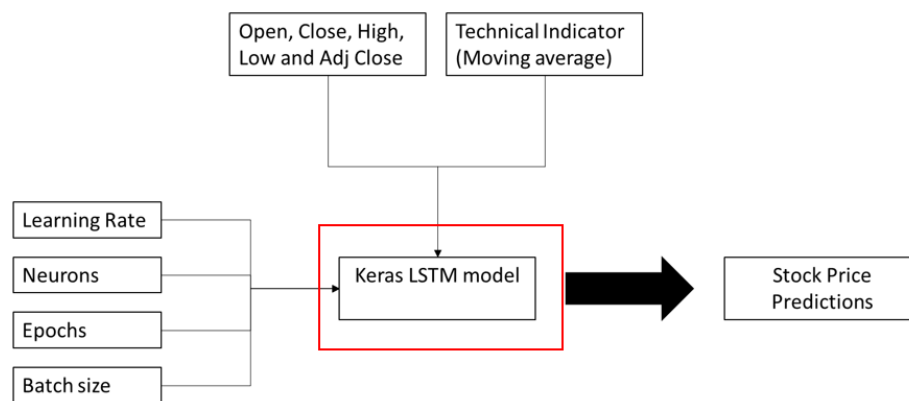 Open, Close, High,
Low and Adj Close
Technical Indicator
(Moving average)
Learning Rate
Neurons
Epochs
Batch size
Keras LSTM model
Stock Price
Predictions